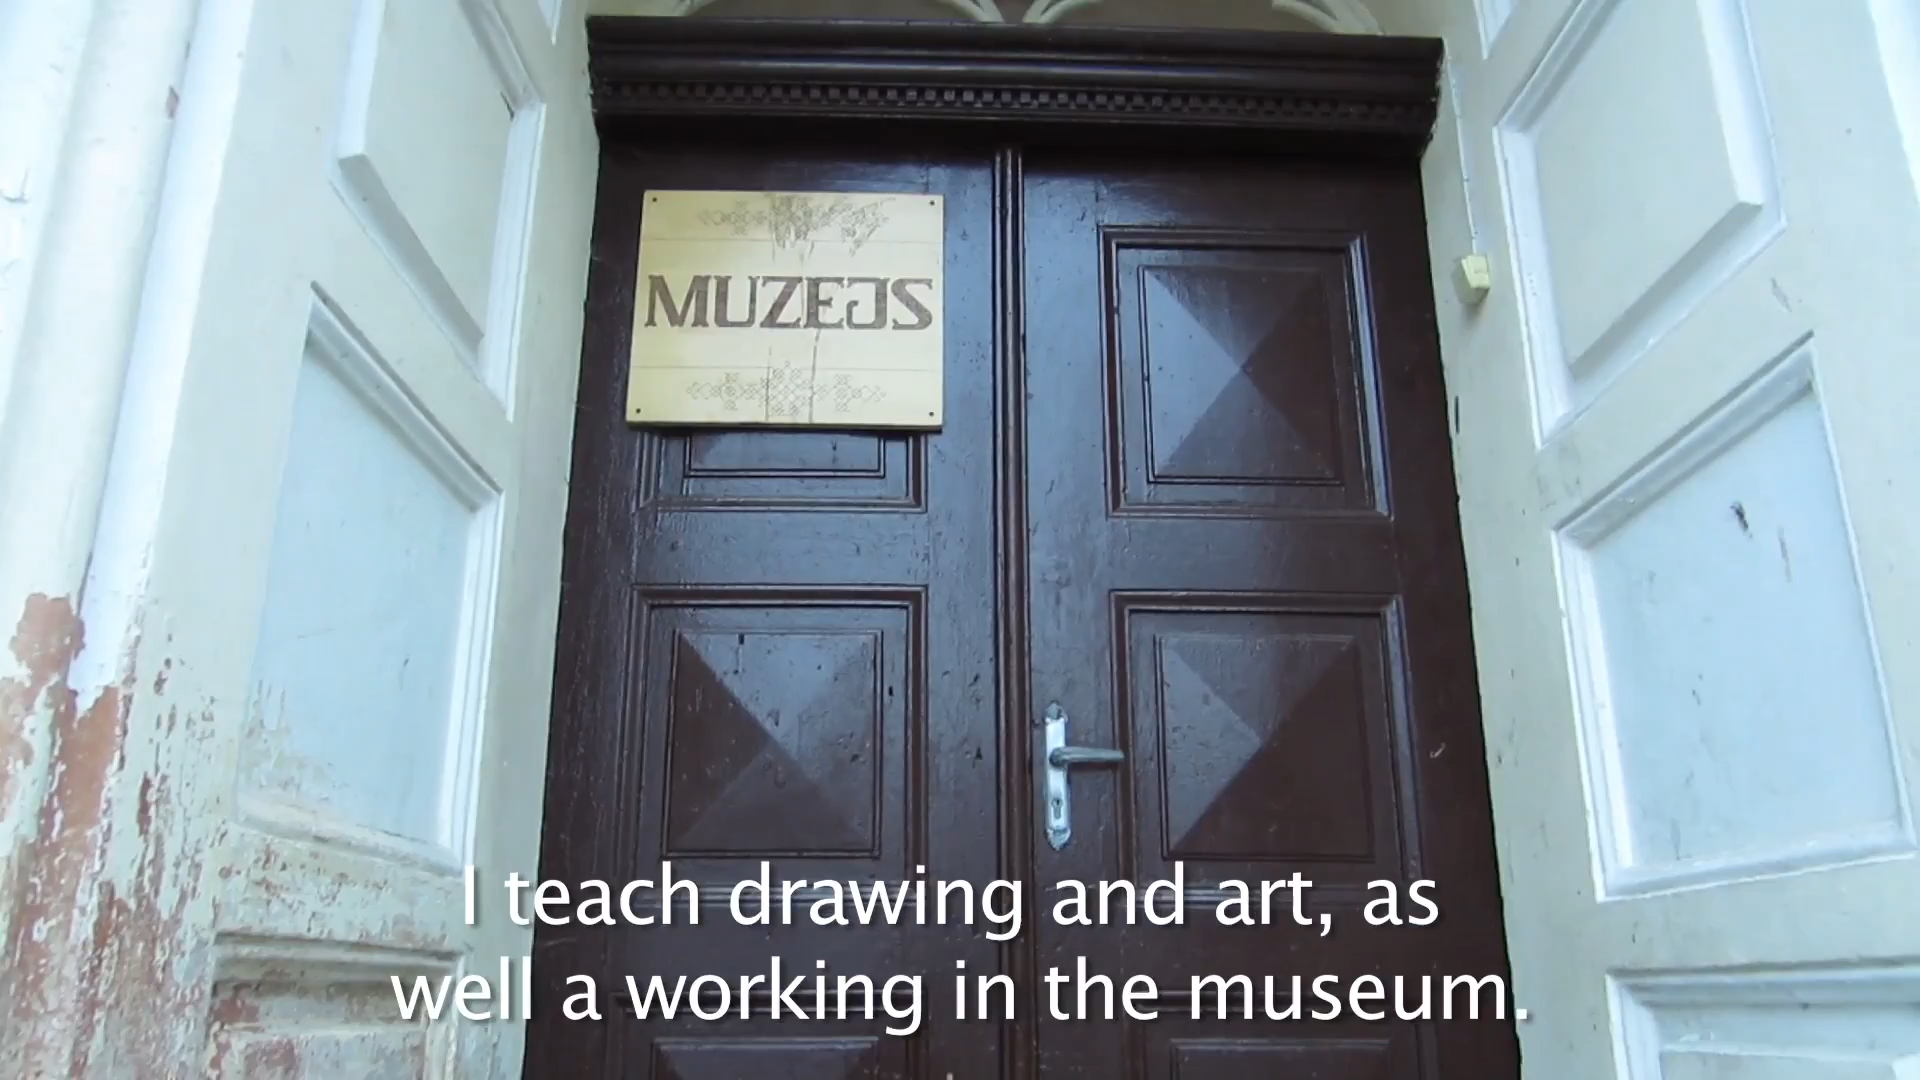 MUZEJS
I teach drawing and art, as
well a working in the museum.